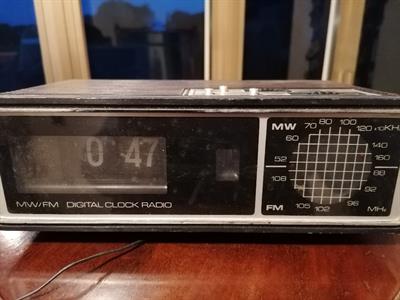 0 47
MW/FM DIGITAL CLOCK RADIO
MW
60 70 80 100 120 x10KHz
140
52 160
108 88
92
FM 105 102 96 MHz